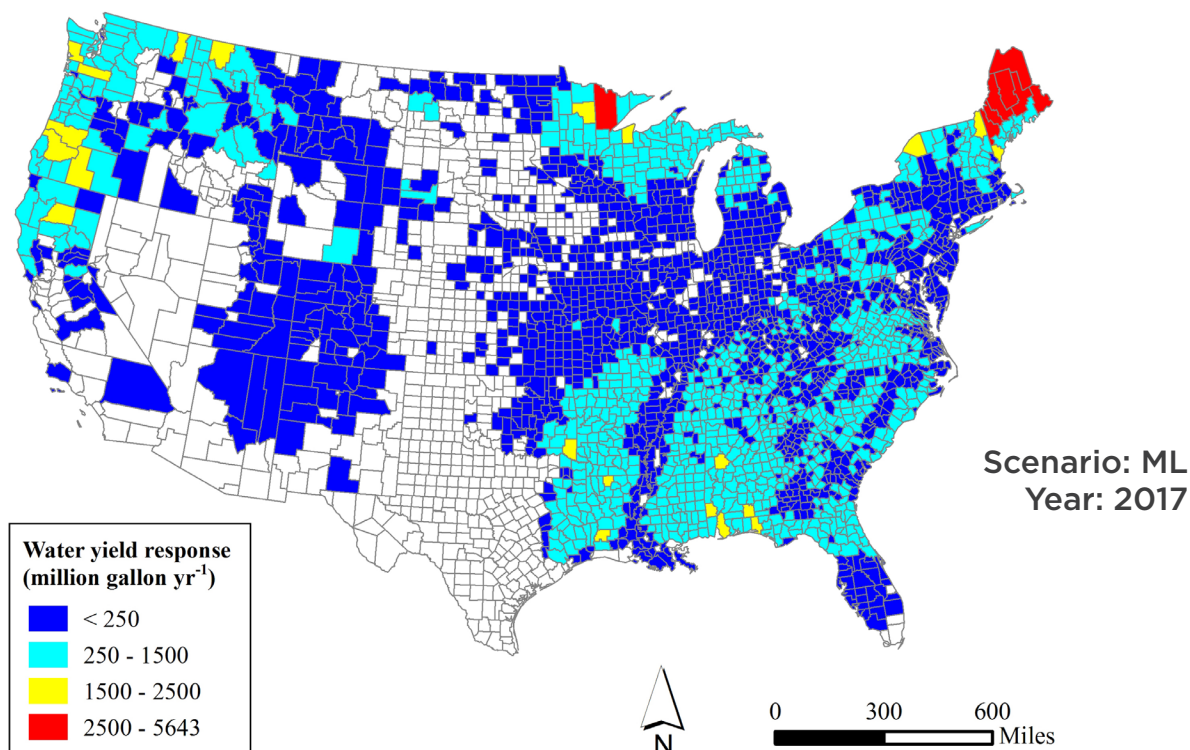 Scenario: ML
Year: 2017
Water yield response
(million gallon yr⁻¹)
< 250
250 - 1500
1500 - 2500
2500 - 5643
N
0 300 600
Miles